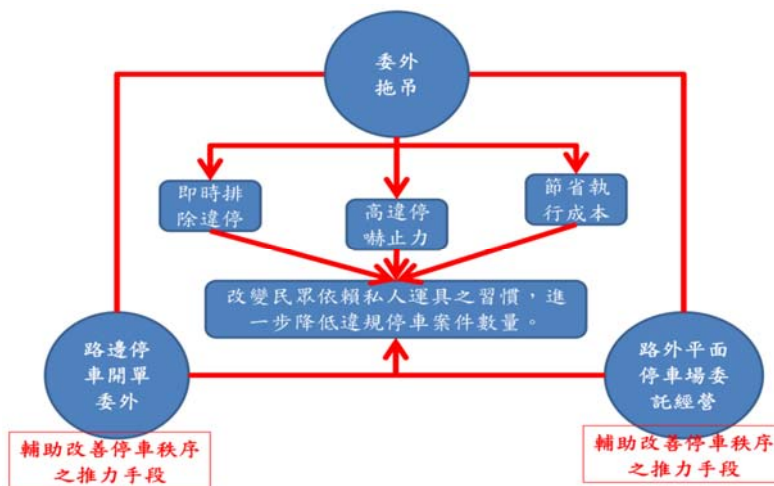 委外
拖吊
即時排
除違停
高違停
嚇止力
節省執
行成本
改變民眾依賴私人運具之習慣，進
一步降低違規停車案件數量。
路邊停
車開單
委外
路外平面
停車場委
託經營
輔助改善停車秩序
之推力手段
輔助改善停車秩序
之推力手段